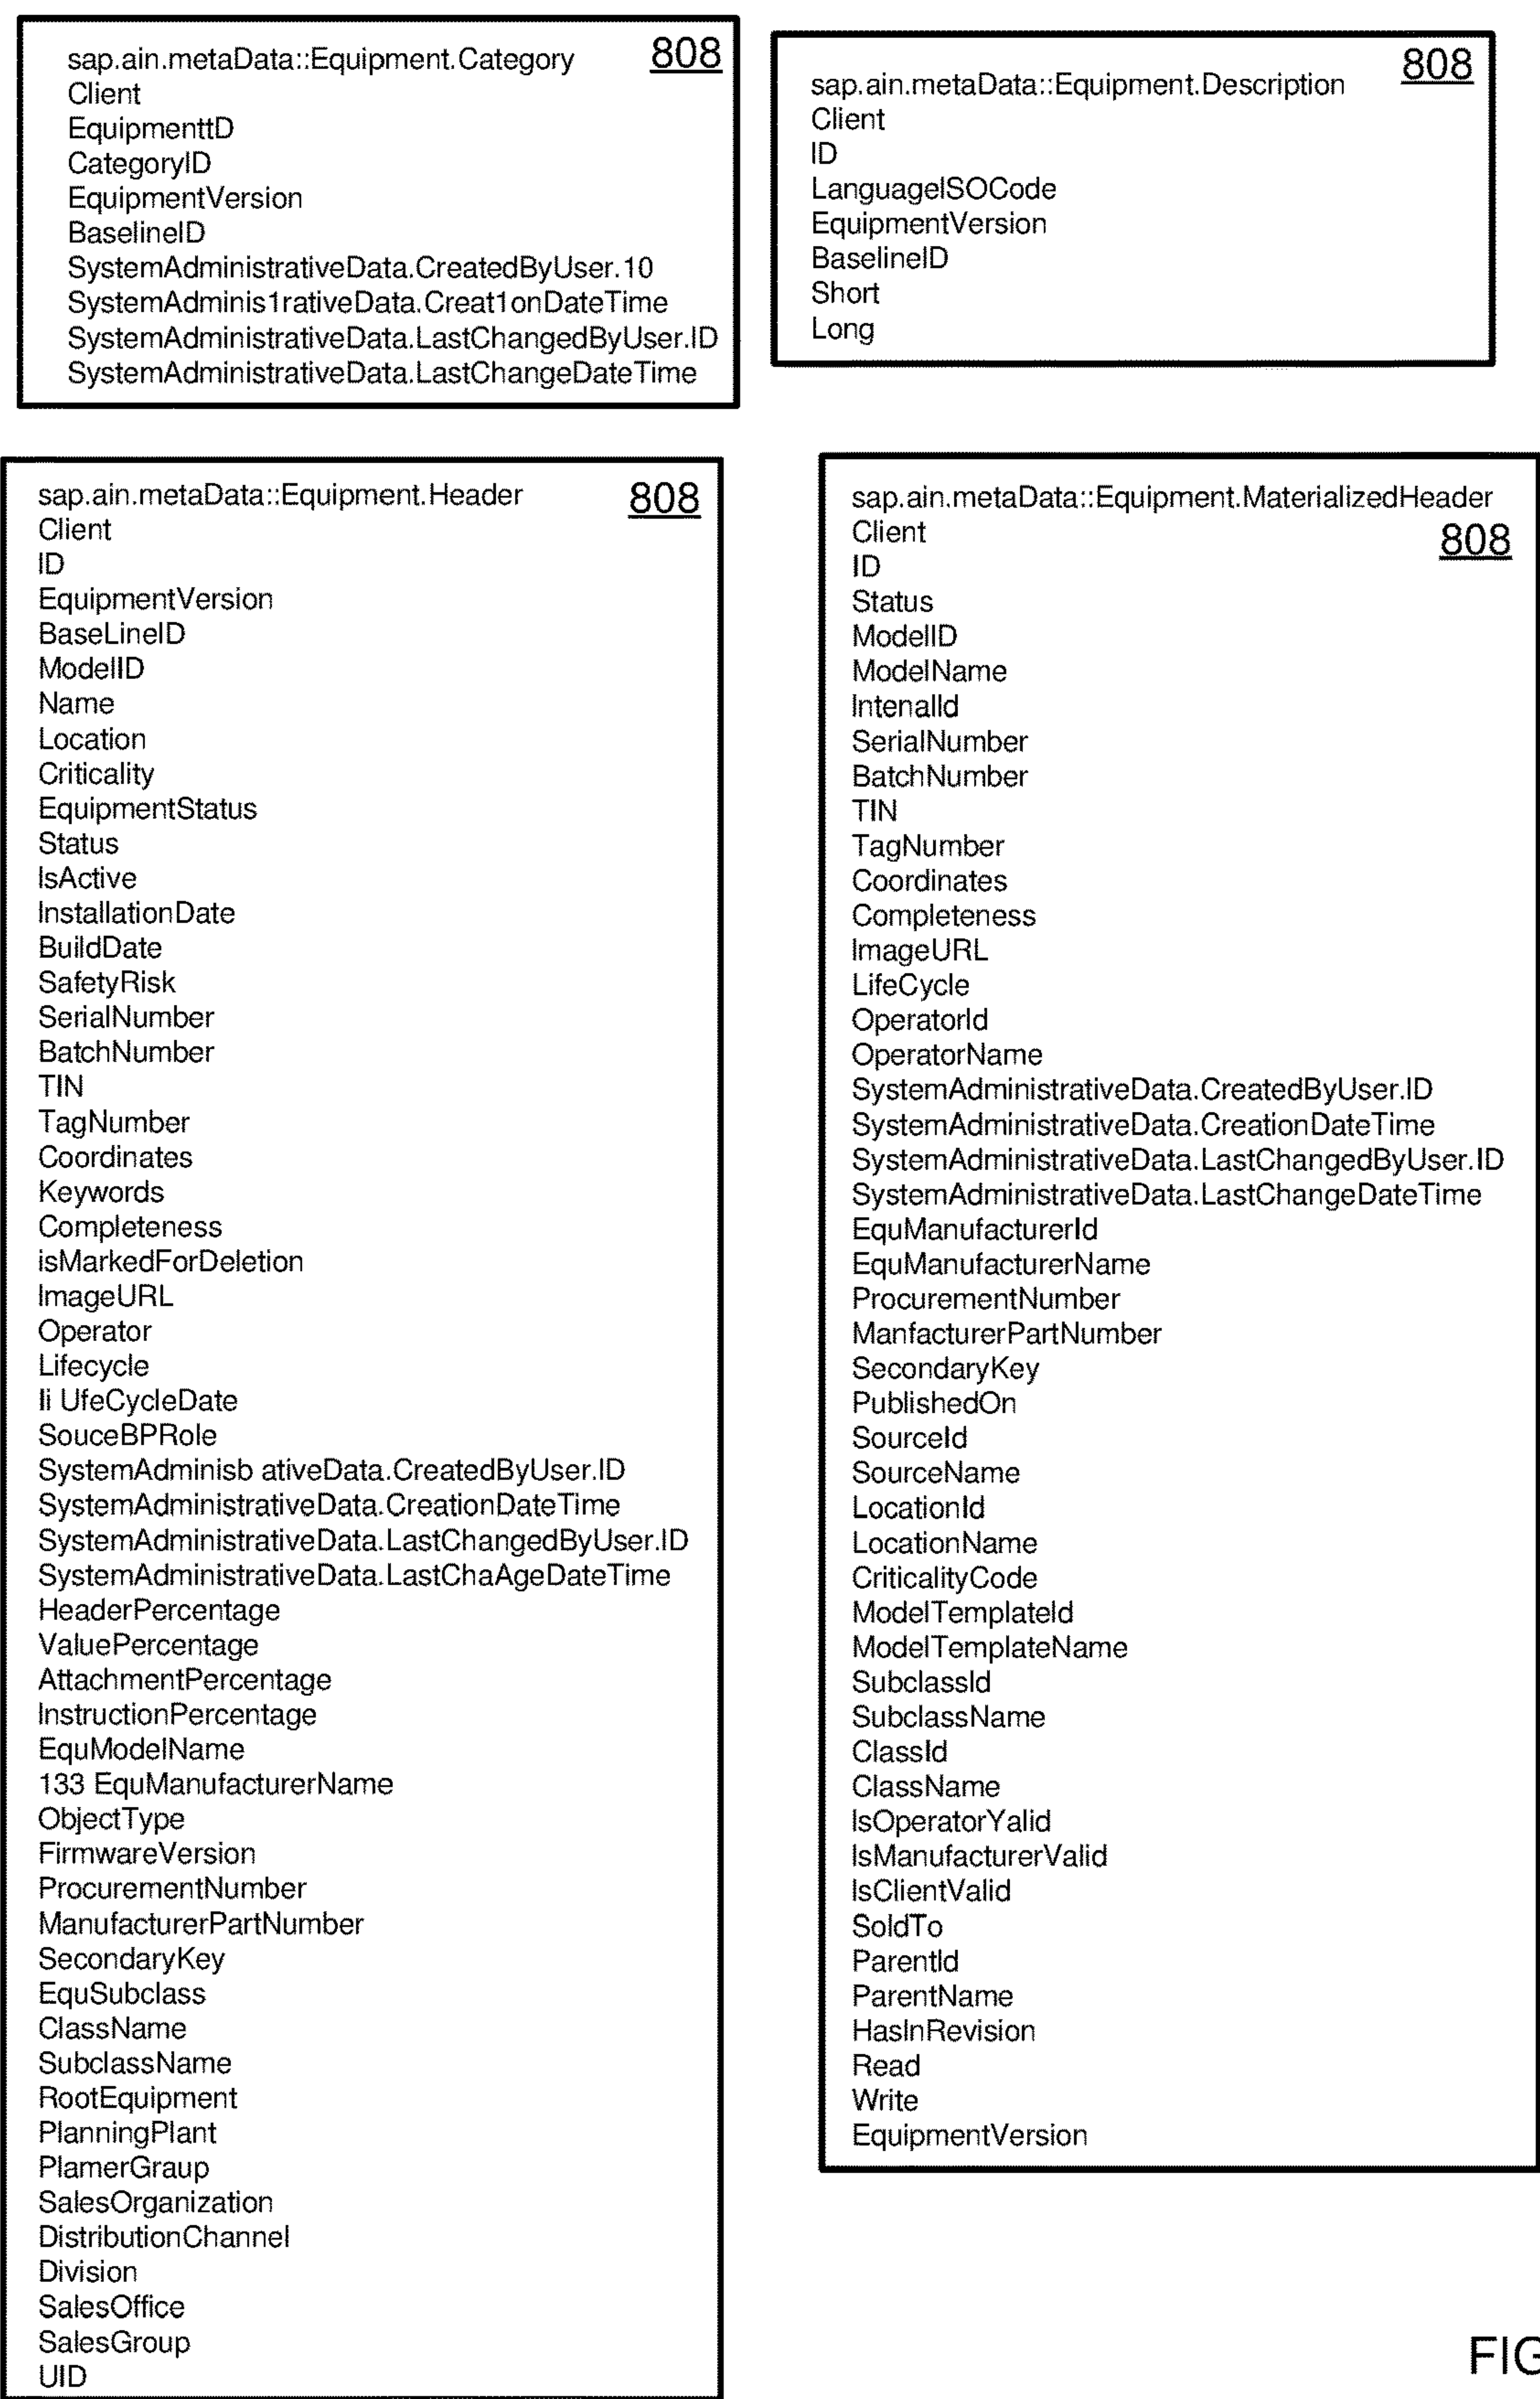 sap.ain.metaData::Equipment.Category 808
Client
EquipmenttD
CategoryID
EquipmentVersion
BaselineID
SystemAdministrativeData.CreatedByUser.10
SystemAdminis1rativeData.Creat1onDateTime
SystemAdministrativeData.LastChangedByUser.ID
SystemAdministrativeData.LastChangeDateTime
sap.ain.metaData::Equipment.Description 808
Client
ID
LanguageISOCode
EquipmentVersion
BaselineID
Short
Long
sap.ain.metaData::Equipment.Header 808
Client
ID
EquipmentVersion
BaseLineID
ModelID
Name
Location
Criticality
EquipmentStatus
Status
IsActive
InstallationDate
BuildDate
SafetyRisk
SerialNumber
BatchNumber
TIN
TagNumber
Coordinates
Keywords
Completeness
isMarkedForDeletion
ImageURL
Operator
Lifecycle
li UfeCycleDate
SouceBPRole
SystemAdminisb ativeData.CreatedByUser.ID
SystemAdministrativeData.CreationDateTime
SystemAdministrativeData.LastChangedByUser.ID
SystemAdministrativeData.LastChaAgeDateTime
HeaderPercentage
ValuePercentage
AttachmentPercentage
InstructionPercentage
EquModelName
133 EquManufacturerName
ObjectType
FirmwareVersion
ProcurementNumber
ManufacturerPartNumber
SecondaryKey
EquSubclass
ClassName
SubclassName
RootEquipment
PlanningPlant
PlamerGraup
SalesOrganization
DistributionChannel
Division
SalesOffice
SalesGroup
UID
sap.ain.metaData::Equipment.MaterializedHeader
Client 808
ID
Status
ModelID
ModelName
IntenalId
SerialNumber
BatchNumber
TIN
TagNumber
Coordinates
Completeness
ImageURL
LifeCycle
OperatorId
OperatorName
SystemAdministrativeData.CreatedByUser.ID
SystemAdministrativeData.CreationDateTime
SystemAdministrativeData.LastChangedByUser.ID
SystemAdministrativeData.LastChangeDateTime
EquManufacturerId
EquManufacturerName
ProcurementNumber
ManfacturerPartNumber
SecondaryKey
PublishedOn
SourceId
SourceName
LocationId
LocationName
CriticalityCode
ModelTemplateId
ModelTemplateName
SubclassId
SubclassName
ClassId
ClassName
IsOperatorYalid
IsManufacturerValid
IsClientValid
SoldTo
ParentId
ParentName
HasInRevision
Read
Write
EquipmentVersion